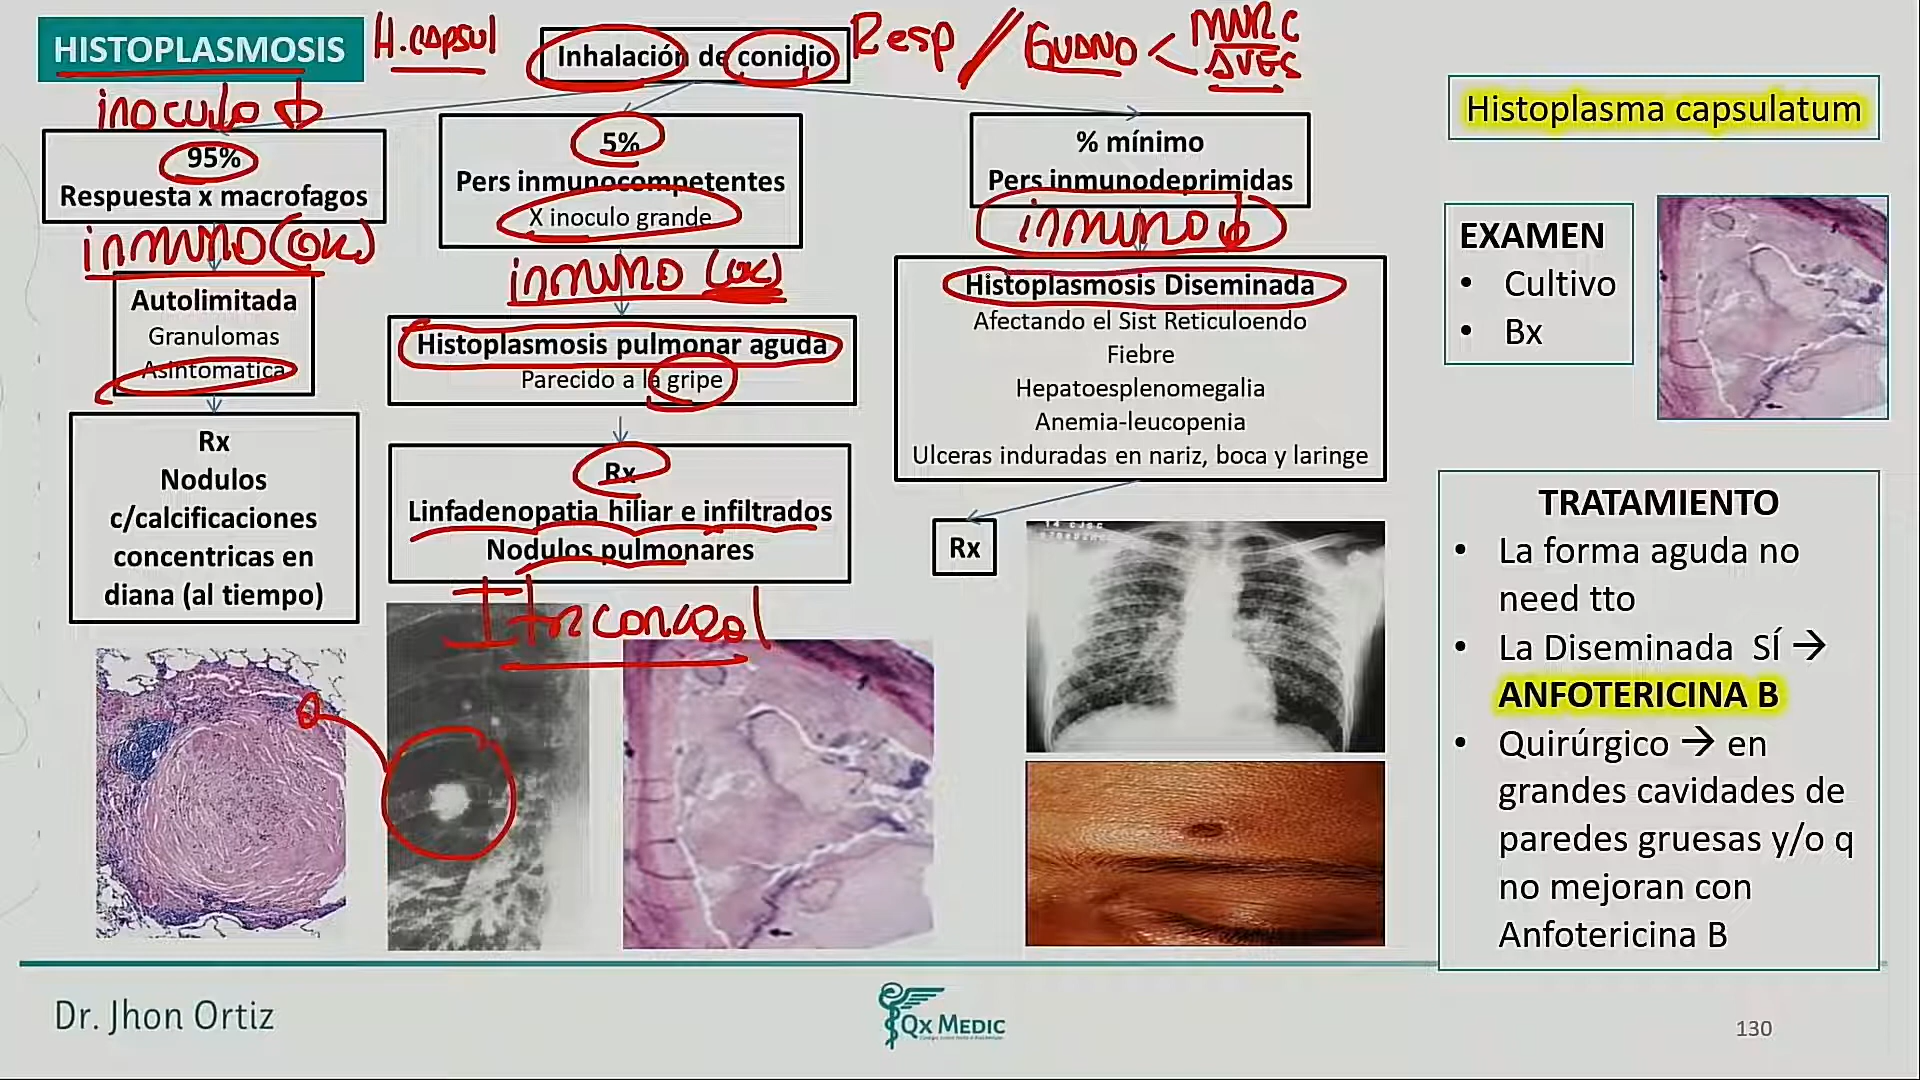 HISTOPLASMOSIS
H.capsul
Inhalación de conidio
Resp / GUANO < MURC
AVES
inoculo ↓
95%
Respuesta x macrofagos
inmuno (ok)
Autolimitada
Granulomas
Asintomatica
Rx
Nodulos
c/calcificaciones
concentricas en
diana (al tiempo)
5%
Pers inmunocompetentes
X inoculo grande
inmuno (ok)
Histoplasmosis pulmonar aguda
Parecido a la gripe
Rx
Linfadenopatia hiliar e infiltrados
Nodulos pulmonares
Itraconazol
% mínimo
Pers inmunodeprimidas
inmuno ↓
Histoplasmosis Diseminada
Afectando el Sist Reticuloendo
Fiebre
Hepatoesplenomegalia
Anemia-leucopenia
Ulceras induradas en nariz, boca y laringe
Rx
Histoplasma capsulatum
EXAMEN
• Cultivo
• Bx
TRATAMIENTO
• La forma aguda no
need tto
• La Diseminada SÍ →
ANFOTERICINA B
• Quirúrgico → en
grandes cavidades de
paredes gruesas y/o q
no mejoran con
Anfotericina B
Dr. Jhon Ortiz
QX MEDIC
130